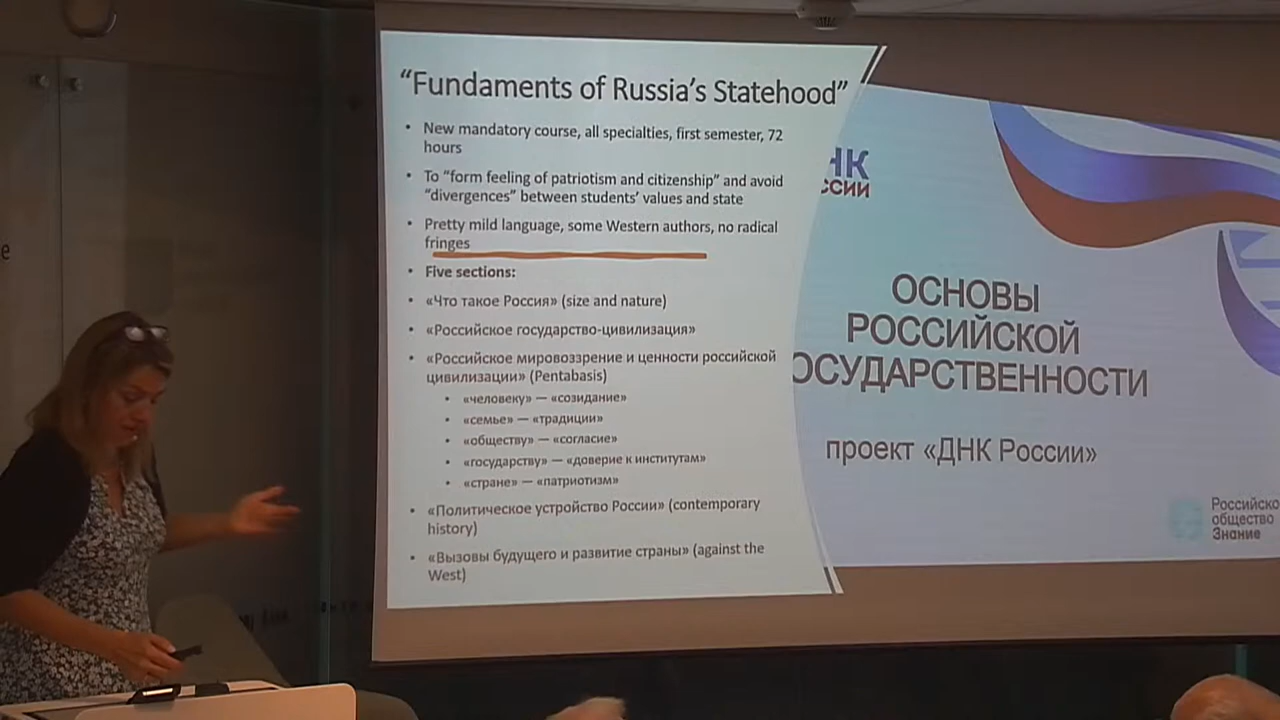 “Fundaments of Russia’s Statehood”
• New mandatory course, all specialties, first semester, 72
hours
• To “form feeling of patriotism and citizenship” and avoid
“divergences” between students’ values and state
• Pretty mild language, some Western authors, no radical
fringes
• Five sections:
• «Что такое Россия» (size and nature)
• «Российское государство-цивилизация»
• «Российское мировоззрение и ценности российской
цивилизации» (Pentabasis)
• «человеку» — «созидание»
• «семье» — «традиции»
• «обществу» — «согласие»
• «государству» — «доверие к институтам»
• «стране» — «патриотизм»
• «Политическое устройство России» (contemporary
history)
• «Вызовы будущего и развитие страны» (against the
West)
НК
ССИИ
ОСНОВЫ
РОССИЙСКОЙ
ОСУДАРСТВЕННОСТИ
проект «ДНК России»
Российско
общество
Знание
e